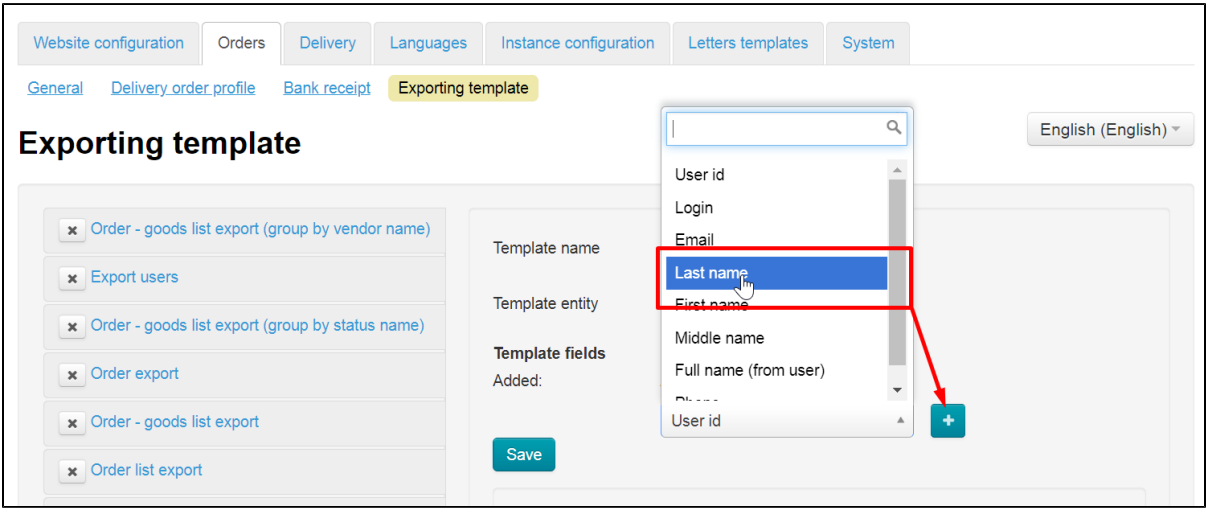 Website configuration Orders Delivery Languages Instance configuration Letters templates System
General Delivery order profile Bank receipt Exporting template
Exporting template
English (English)
Order - goods list export (group by vendor name)
Export users
Order - goods list export (group by status name)
Order export
Order - goods list export
Order list export
Template name
Template entity
Template fields
Added:
User id
Login
Email
Last name
First name
Middle name
Full name (from user)
Phone
User id
+
Save